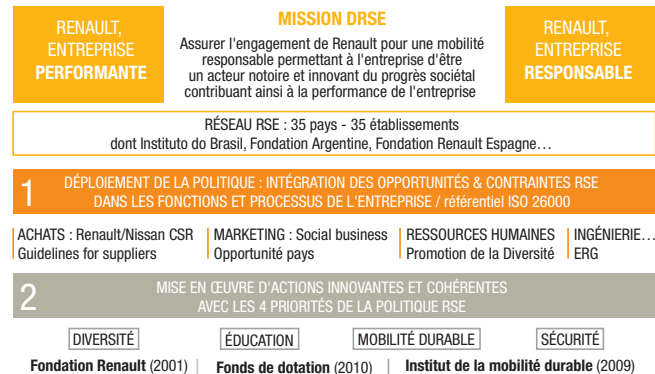 RENAULT,
ENTREPRISE
PERFORMANTE
MISSION DRSE
Assurer l'engagement de Renault pour une mobilité
responsable permettant à l'entreprise d'être
un acteur notoire et innovant du progrès sociétal
contribuant ainsi à la performance de l'entreprise
RENAULT,
ENTREPRISE
RESPONSABLE
RÉSEAU RSE : 35 pays - 35 établissements
dont Instituto do Brasil, Fondation Argentine, Fondation Renault Espagne…
1 DÉPLOIEMENT DE LA POLITIQUE : INTÉGRATION DES OPPORTUNITÉS & CONTRAINTES RSE
DANS LES FONCTIONS ET PROCESSUS DE L'ENTREPRISE / référentiel ISO 26000
ACHATS : Renault/Nissan CSR
Guidelines for suppliers
MARKETING : Social business
Opportunité pays
RESSOURCES HUMAINES
Promotion de la Diversité
INGÉNIERIE…
ERG
2 MISE EN ŒUVRE D'ACTIONS INNOVANTES ET COHÉRENTES
AVEC LES 4 PRIORITÉS DE LA POLITIQUE RSE
DIVERSITÉ ÉDUCATION MOBILITÉ DURABLE SÉCURITÉ
Fondation Renault (2001) Fonds de dotation (2010) Institut de la mobilité durable (2009)